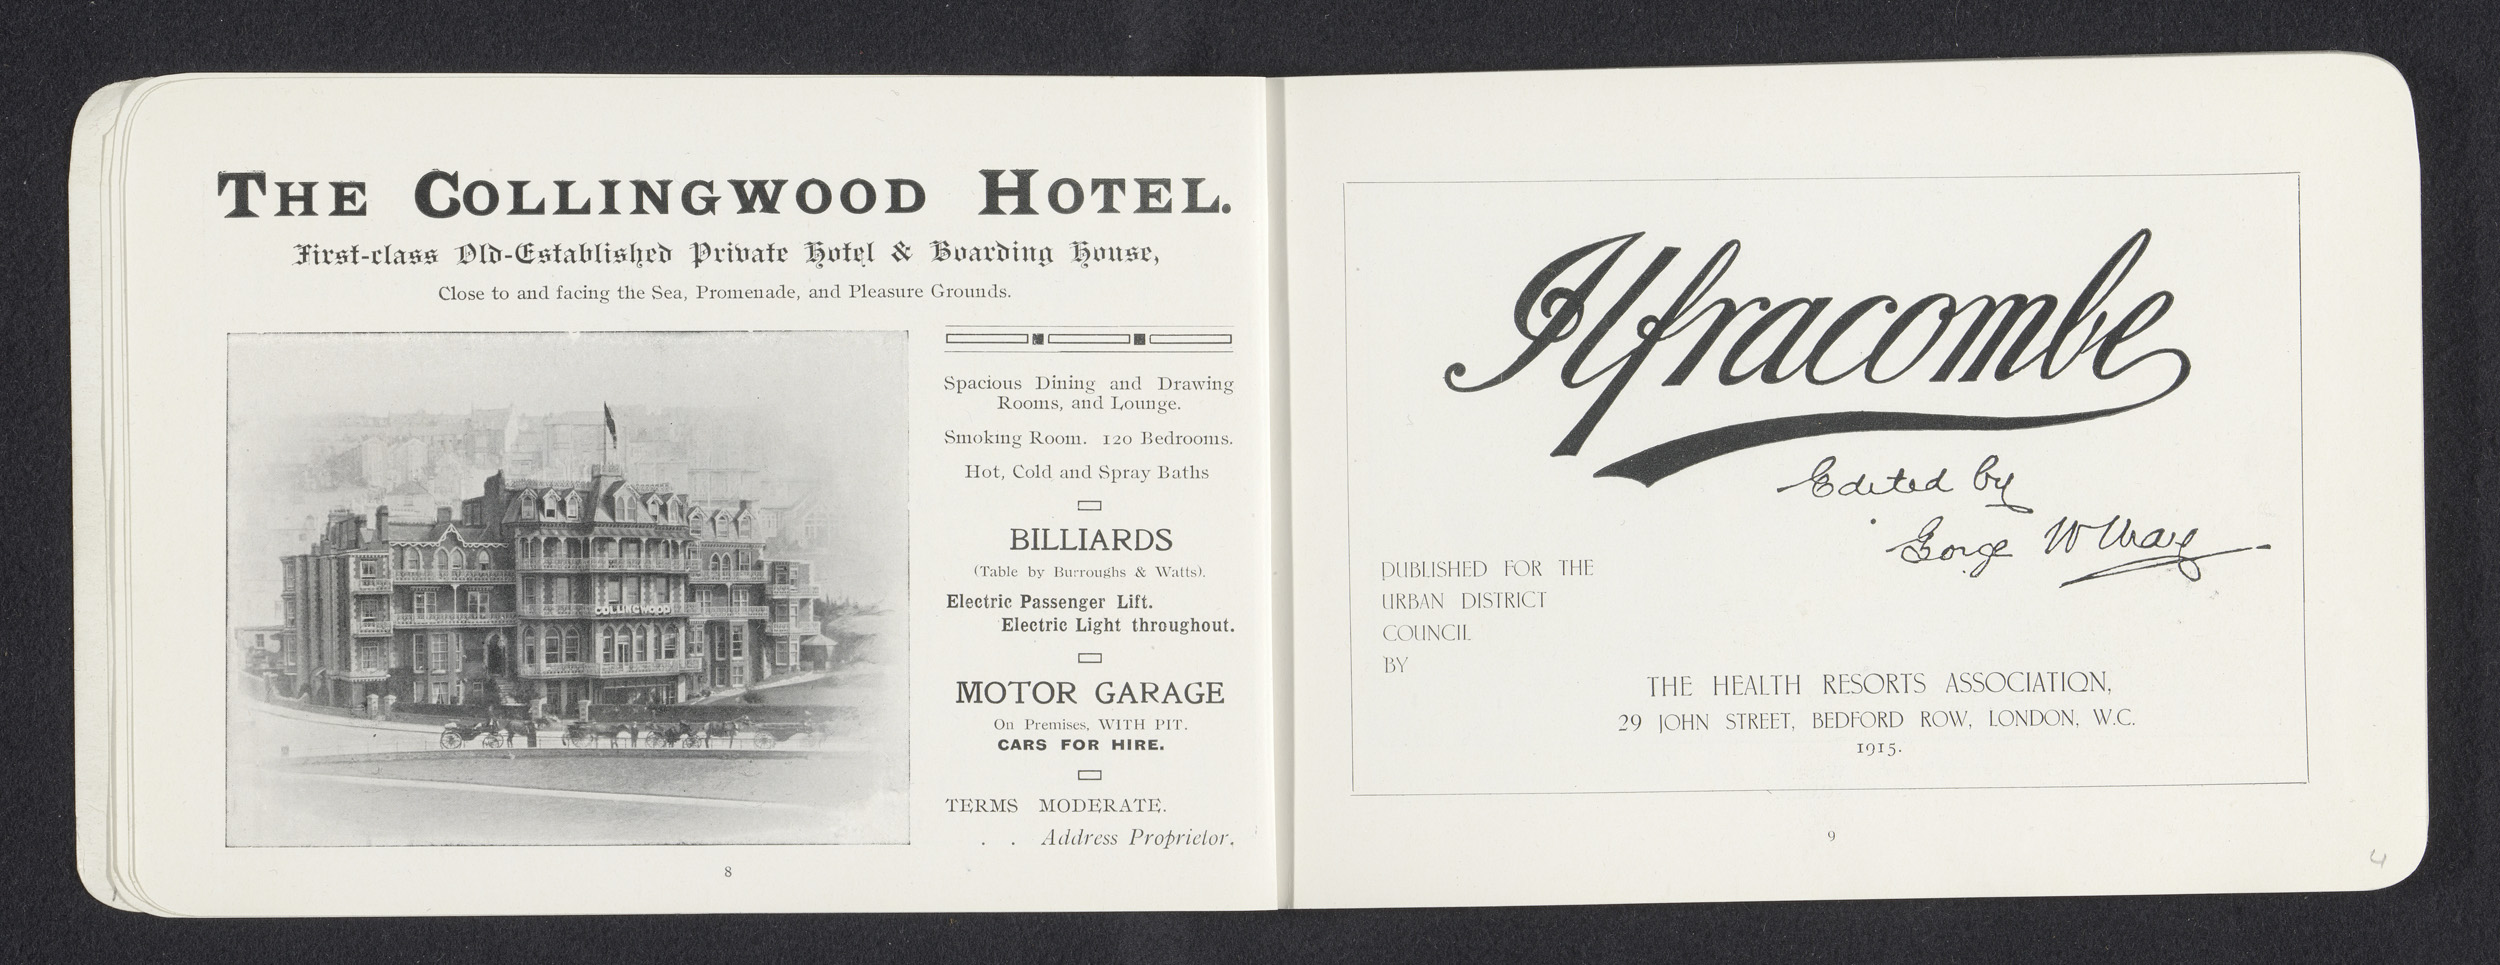 THE COLLINGWOOD HOTEL.
First-class Old-Established Private Hotel & Boarding House,
Close to and facing the Sea, Promenade, and Pleasure Grounds.
COLLINGWOOD
Spacious Dining and Drawing
Rooms, and Lounge.
Smoking Room. 120 Bedrooms.
Hot, Cold and Spray Baths
BILLIARDS
(Table by Burroughs & Watts).
Electric Passenger Lift.
Electric Light throughout.
MOTOR GARAGE
On Premises, WITH PIT.
CARS FOR HIRE.
TERMS MODERATE.
. . Address Proprietor.
8
Ilfracombe
Edited by
George W Wray
PUBLISHED FOR THE
URBAN DISTRICT
COUNCIL
BY
THE HEALTH RESORTS ASSOCIATION,
29 JOHN STREET, BEDFORD ROW, LONDON, W.C.
1915.
9
4